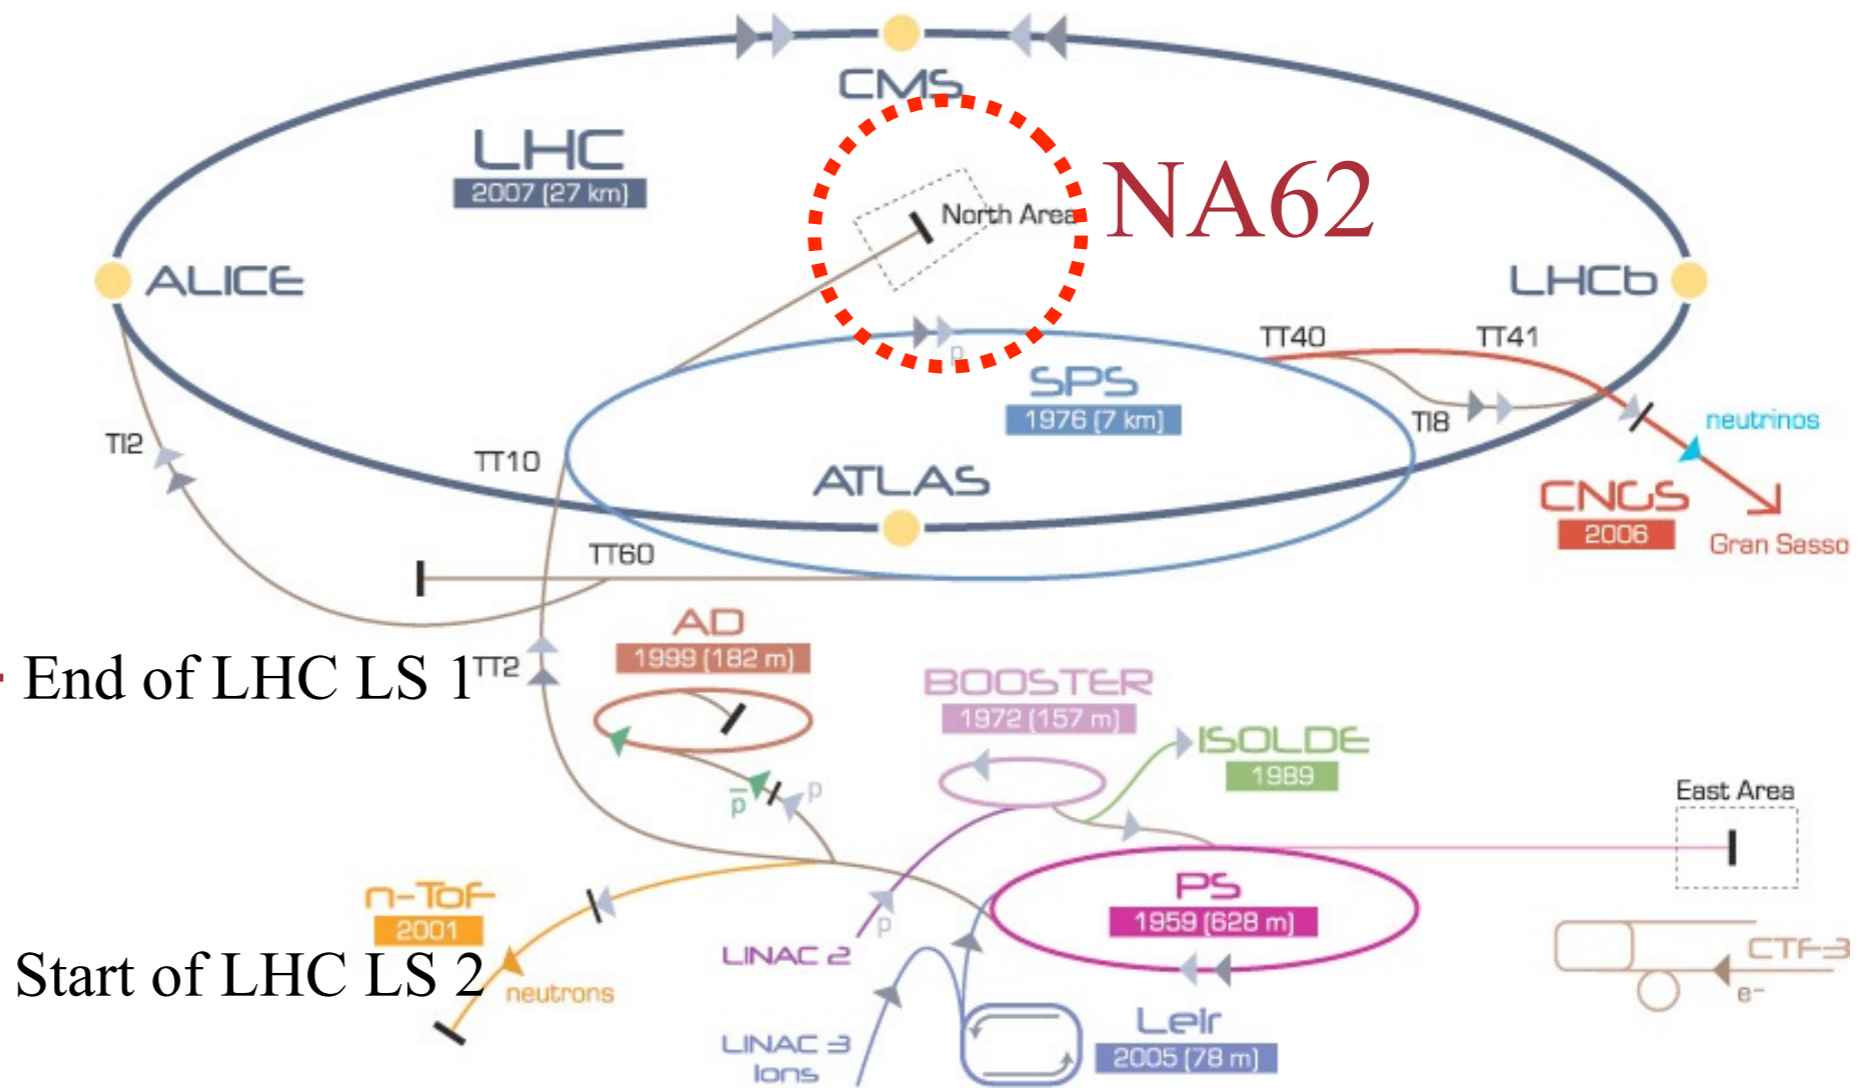 CMS
LHC
2007 (27 km)
North Area
NA62
ALICE
LHCb
p
TT40
TT41
SPS
1976 (7 km)
TI8
neutrinos
TI2
TT10
ATLAS
CNGS
2006
Gran Sasso
TT60
AD
1999 (182 m)
End of LHC LS 1
TT2
BOOSTER
1972 (157 m)
ISOLDE
1989
East Area
p̅
p
n-ToF
2001
PS
1959 (628 m)
LINAC 2
p
CTF-3
e-
Start of LHC LS 2
neutrons
Leir
2005 (78 m)
LINAC 3
Ions